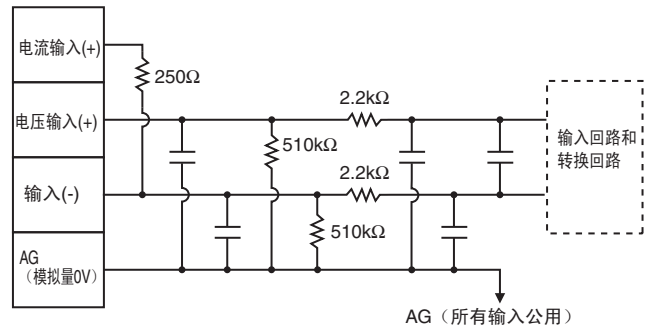 电流输入(+)
250Ω
电压输入(+)
2.2kΩ
510kΩ
输入回路和
转换回路
输入(-)
2.2kΩ
510kΩ
AG
（模拟量0V）
AG（所有输入公用）